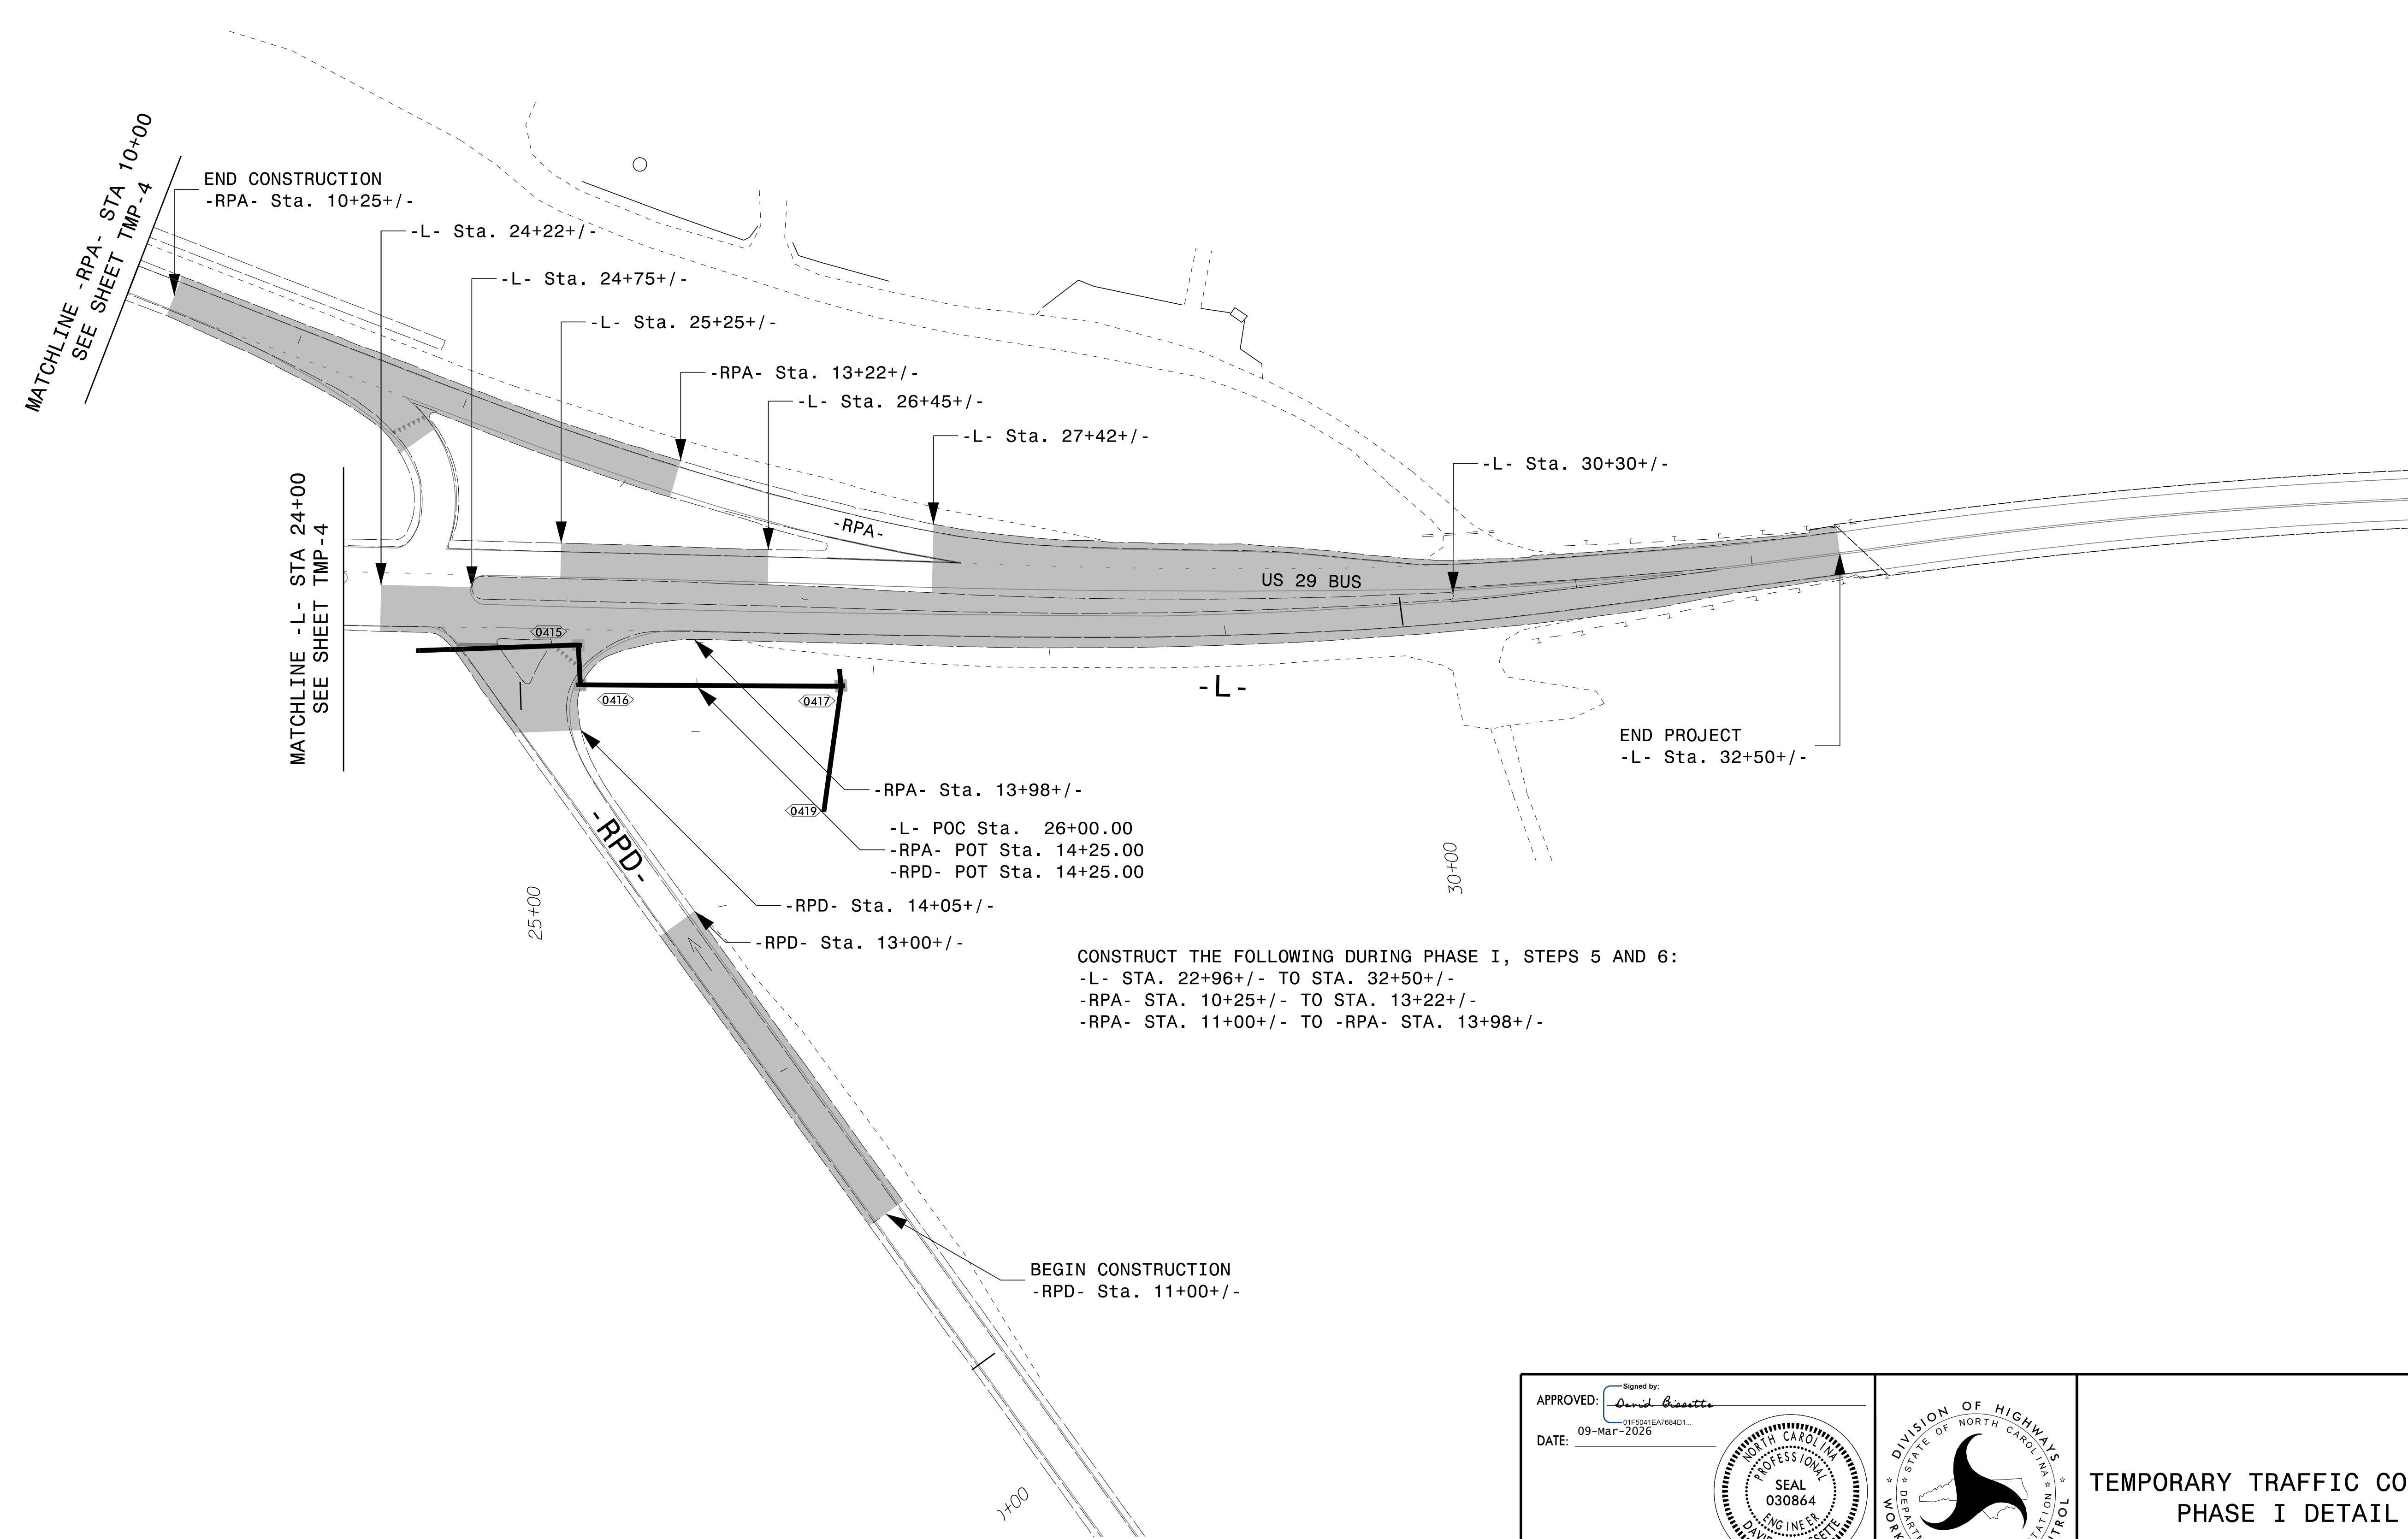 MATCHLINE -RPA- STA 10+00
SEE SHEET TMP-4
END CONSTRUCTION
-RPA- Sta. 10+25+/-
-L- Sta. 24+22+/-
-L- Sta. 24+75+/-
-L- Sta. 25+25+/-
-RPA- Sta. 13+22+/-
-L- Sta. 26+45+/-
-L- Sta. 27+42+/-
-L- Sta. 30+30+/-
MATCHLINE -L- STA 24+00
SEE SHEET TMP-4
-RPA-
US 29 BUS
0415
0416
0417
-L-
END PROJECT
-L- Sta. 32+50+/-
-RPA- Sta. 13+98+/-
0419
-L- POC Sta.  26+00.00
-RPA- POT Sta. 14+25.00
-RPD- POT Sta. 14+25.00
-RPD-
25+00
30+00
-RPD- Sta. 14+05+/-
-RPD- Sta. 13+00+/-
CONSTRUCT THE FOLLOWING DURING PHASE I, STEPS 5 AND 6:
-L- STA. 22+96+/- TO STA. 32+50+/-
-RPA- STA. 10+25+/- TO STA. 13+22+/-
-RPA- STA. 11+00+/- TO -RPA- STA. 13+98+/-
BEGIN CONSTRUCTION
-RPD- Sta. 11+00+/-
)+00
APPROVED:
Signed by:
David Bissette
01F5041EA7684D1...
DATE:
09-Mar-2026
NORTH CAROLINA
PROFESSIONAL
SEAL
030864
ENGINEER
DIVISION OF HIGHWAYS
STATE OF NORTH CAROLINA
TEMPORARY TRAFFIC CO
PHASE I DETAIL